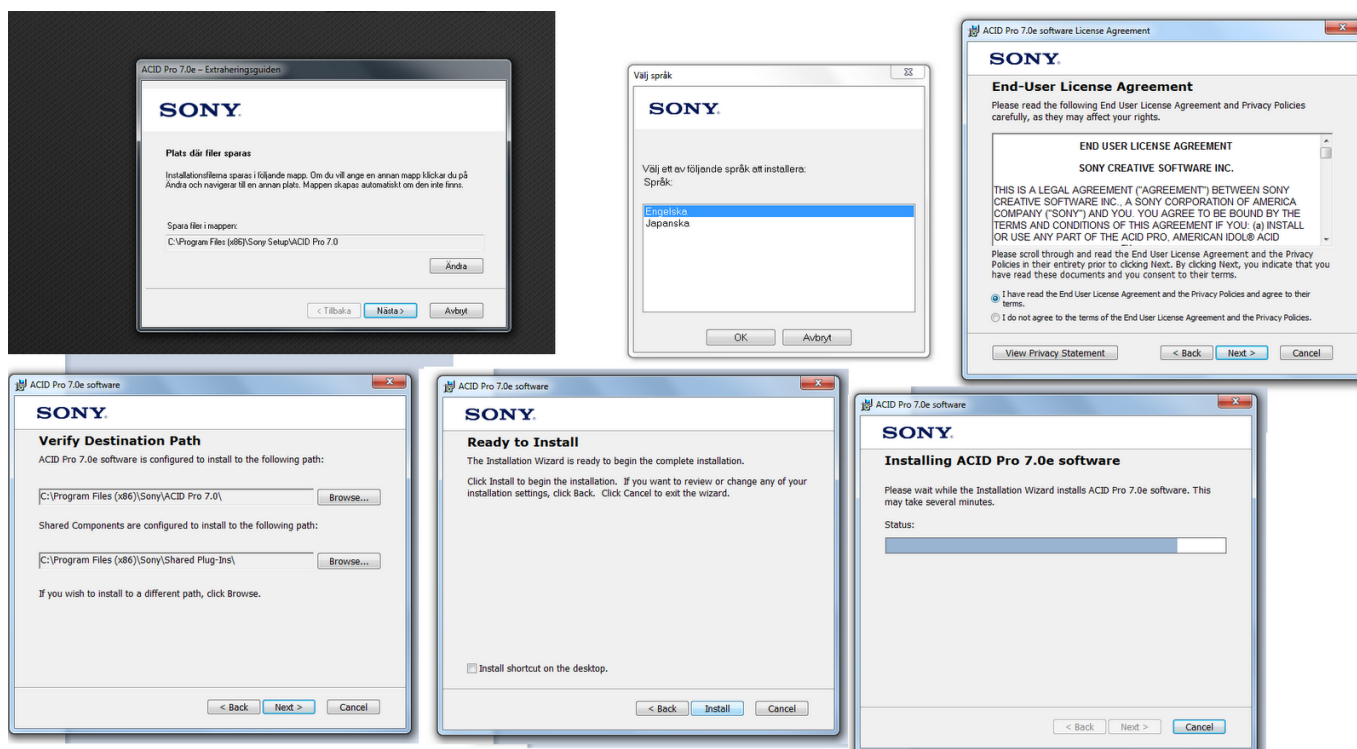 ACID Pro 7.0e – Extraheringsguiden
SONY
Plats där filer sparas
Installationsfilerna sparas i följande mapp. Om du vill ange en annan mapp klickar du på
Ändra och navigerar till en annan plats. Mappen skapas automatiskt om den inte finns.
Spara filer i mappen:
C:\Program Files (x86)\Sony Setup\ACID Pro 7.0
Ändra
< Tillbaka Nästa > Avbryt
Välj språk
SONY
Välj ett av följande språk att installera:
Språk:
Engelska
Japanska
OK Avbryt
ACID Pro 7.0e software License Agreement
SONY
End-User License Agreement
Please read the following End User License Agreement and Privacy Policies
carefully, as they may affect your rights.
END USER LICENSE AGREEMENT
SONY CREATIVE SOFTWARE INC.
THIS IS A LEGAL AGREEMENT ("AGREEMENT") BETWEEN SONY
CREATIVE SOFTWARE INC., A SONY CORPORATION OF AMERICA
COMPANY ("SONY") AND YOU. YOU AGREE TO BE BOUND BY THE
TERMS AND CONDITIONS OF THIS AGREEMENT IF YOU: (a) INSTALL
OR USE ANY PART OF THE ACID PRO, AMERICAN IDOL® ACID
Please scroll through and read the End User License Agreement and the Privacy
Policies in their entirety prior to clicking Next. By clicking Next, you indicate that you
have read these documents and you consent to their terms.
I have read the End User License Agreement and the Privacy Policies and agree to their
terms.
I do not agree to the terms of the End User License Agreement and the Privacy Policies.
View Privacy Statement < Back Next > Cancel
ACID Pro 7.0e software
SONY
Verify Destination Path
ACID Pro 7.0e software is configured to install to the following path:
C:\Program Files (x86)\Sony\ACID Pro 7.0\ Browse...
Shared Components are configured to install to the following path:
C:\Program Files (x86)\Sony\Shared Plug-Ins\ Browse...
If you wish to install to a different path, click Browse.
< Back Next > Cancel
ACID Pro 7.0e software
SONY
Ready to Install
The Installation Wizard is ready to begin the complete installation.
Click Install to begin the installation. If you want to review or change any of your
installation settings, click Back. Click Cancel to exit the wizard.
Install shortcut on the desktop.
< Back Install Cancel
ACID Pro 7.0e software
SONY
Installing ACID Pro 7.0e software
Please wait while the Installation Wizard installs ACID Pro 7.0e software. This
may take several minutes.
Status:
< Back Next > Cancel